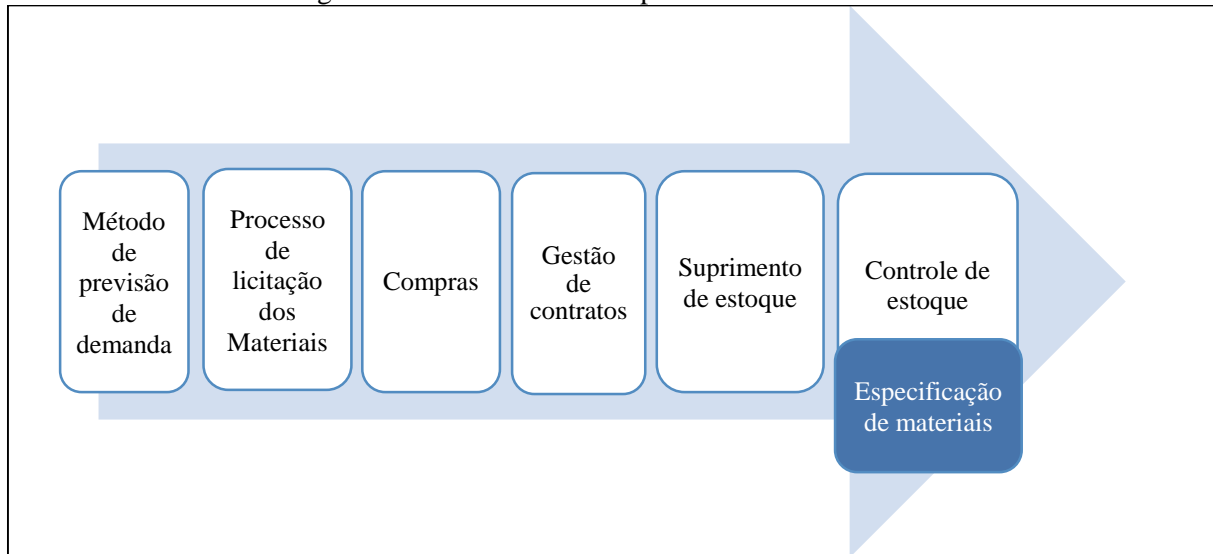 Método
de
previsão
de
demanda
Processo
de
licitação
dos
Materiais
Compras
Gestão
de
contratos
Suprimento
de estoque
Controle de
estoque
Especificação
de materiais